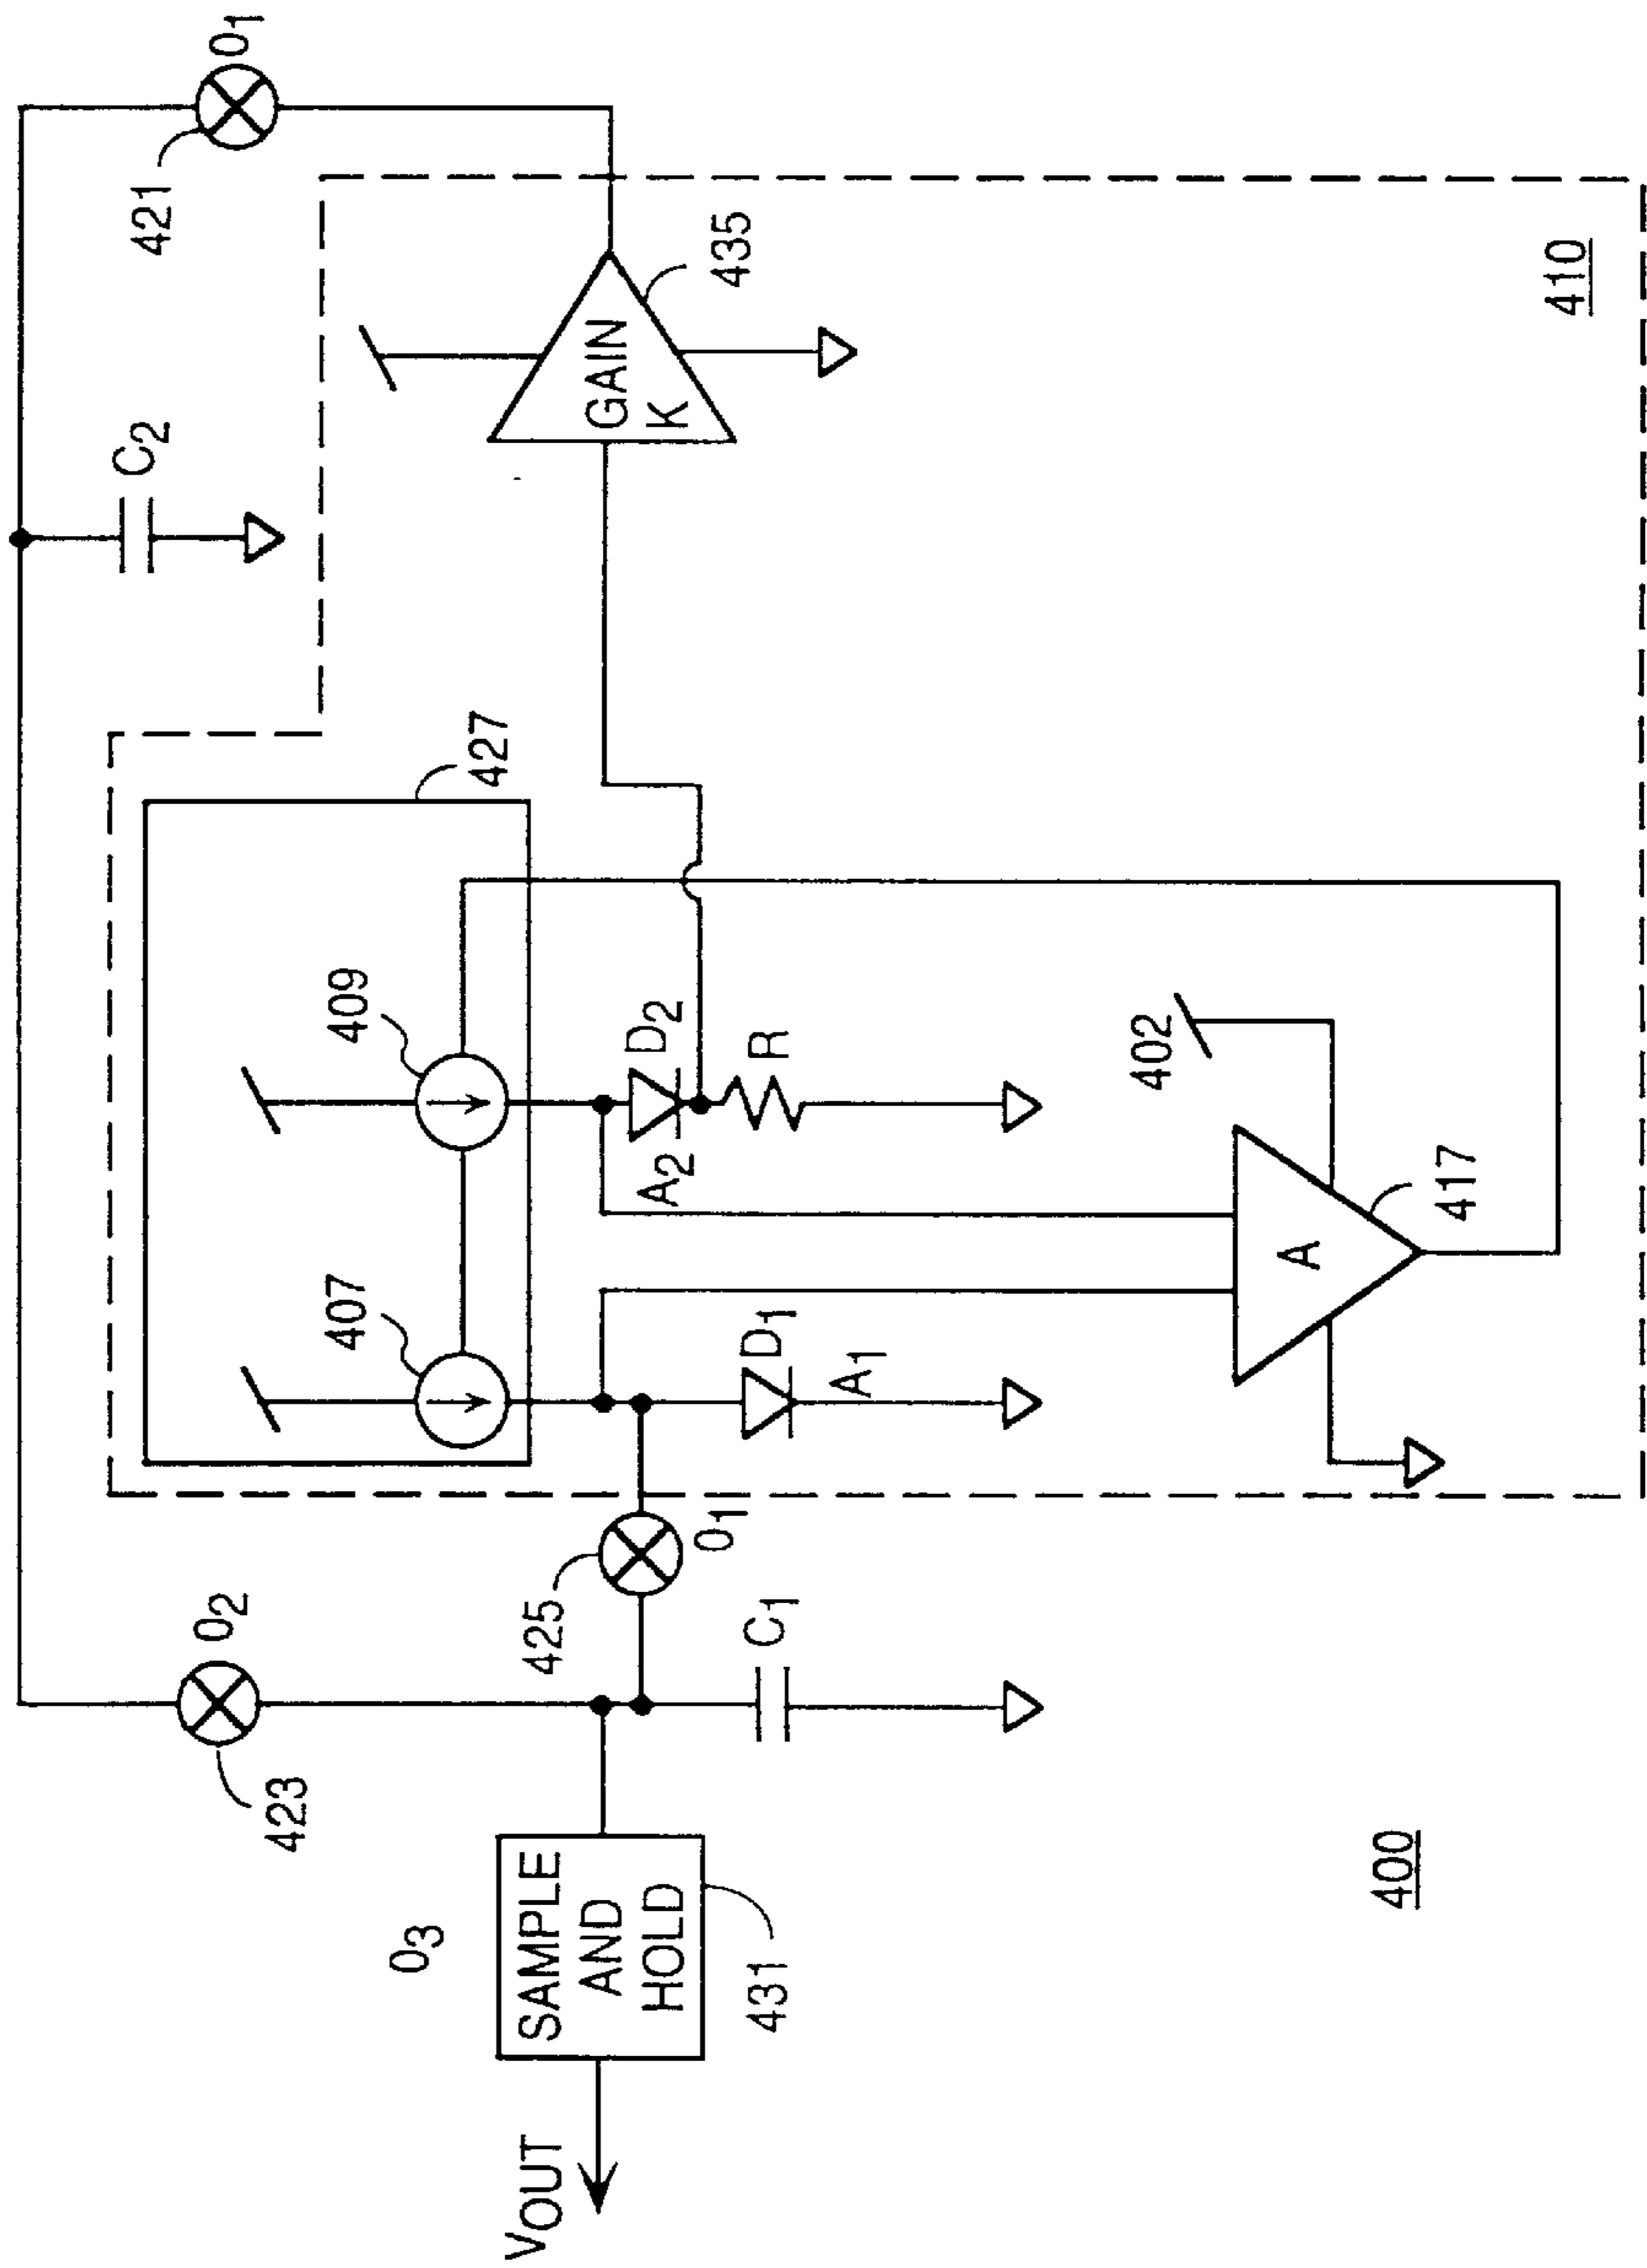 C2
421
01
02
423
407
409
427
03
VOUT
SAMPLE
AND
HOLD
431
425
01
C1
D1
A1
A2
D2
R
GAIN
K
435
402
A
417
400
410